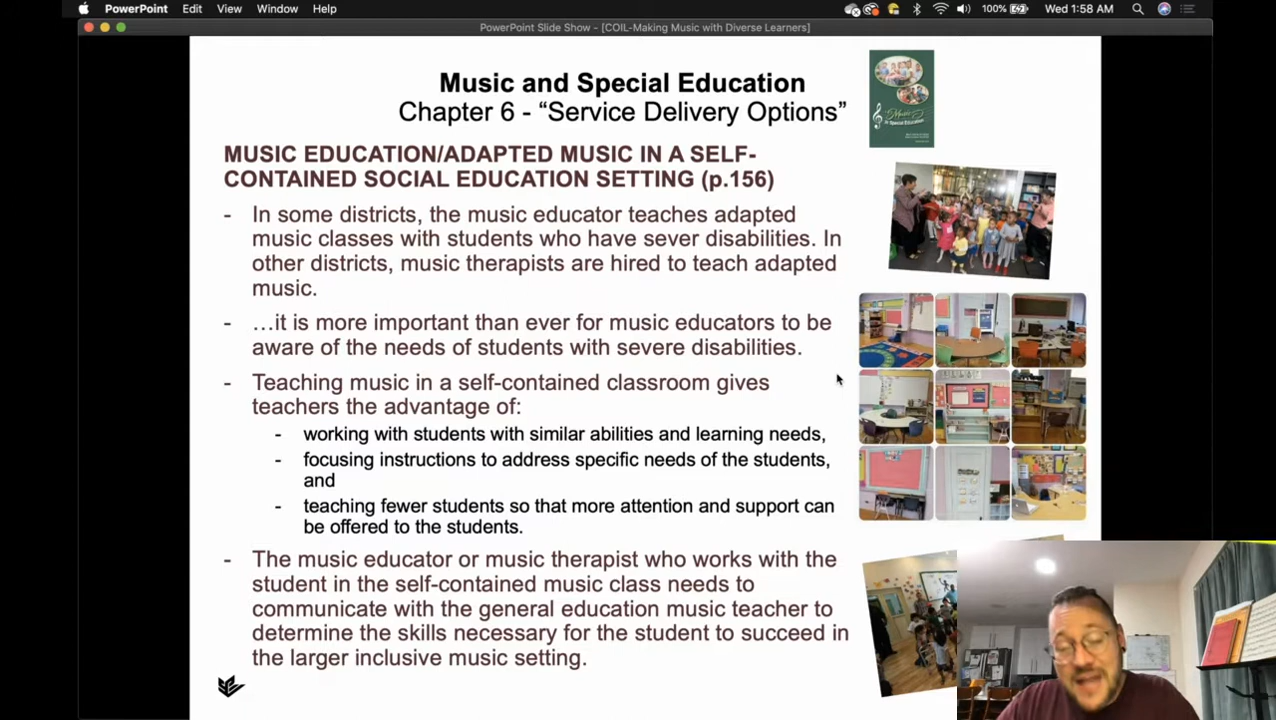 PowerPoint Edit View Window Help 100% Wed 1:58 AM
PowerPoint Slide Show - [COIL-Making Music with Diverse Learners]
Music and Special Education
Chapter 6 - “Service Delivery Options”
Music
in Special Education
MUSIC EDUCATION/ADAPTED MUSIC IN A SELF-
CONTAINED SOCIAL EDUCATION SETTING (p.156)
- In some districts, the music educator teaches adapted
music classes with students who have sever disabilities. In
other districts, music therapists are hired to teach adapted
music.
- …it is more important than ever for music educators to be
aware of the needs of students with severe disabilities.
- Teaching music in a self-contained classroom gives
teachers the advantage of:
- working with students with similar abilities and learning needs,
- focusing instructions to address specific needs of the students,
and
- teaching fewer students so that more attention and support can
be offered to the students.
- The music educator or music therapist who works with the
student in the self-contained music class needs to
communicate with the general education music teacher to
determine the skills necessary for the student to succeed in
the larger inclusive music setting.